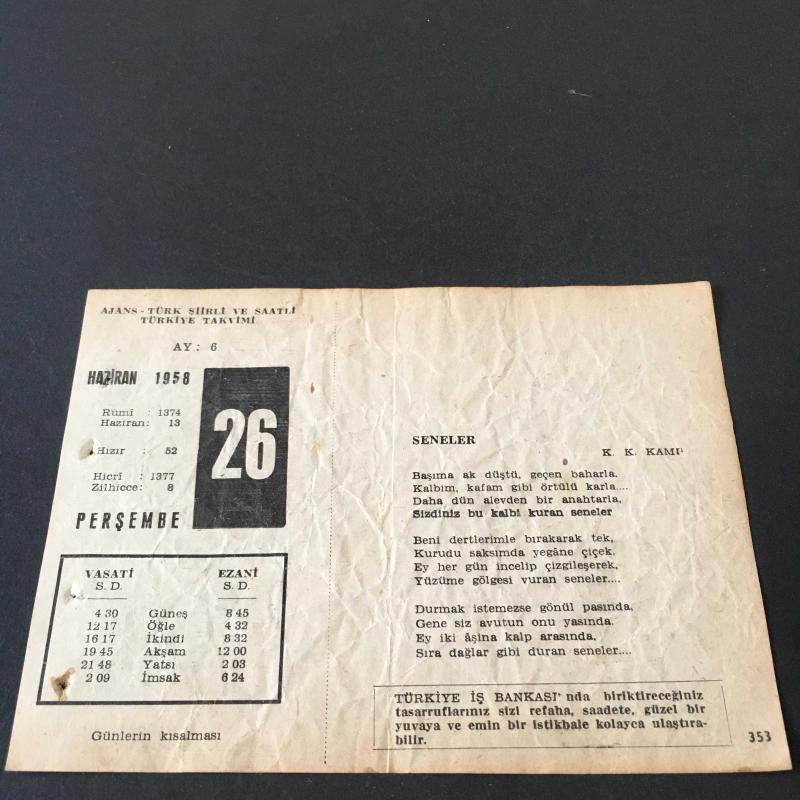 AJANS - TÜRK ŞİİRLİ VE SAATLİ
TÜRKİYE TAKVİMİ
AY: 6
HAZİRAN 1958
26
Rumî : 1374
Haziran: 13
Hızır : 52
Hicrî : 1377
Zilhicce: 8
PERŞEMBE
VASATİ EZANİ
S. D. S. D.
4 30 Güneş 8 45
12 17 Öğle 4 32
16 17 İkindi 8 32
19 45 Akşam 12 00
21 48 Yatsı 2 03
2 09 İmsak 6 24
Günlerin kısalması
SENELER
K. K. KAMU
Başıma ak düştü, geçen baharla.
Kalbim, kafam gibi örtülü karla....
Daha dün alevden bir anahtarla,
Sizdiniz bu kalbi kuran seneler
Beni dertlerimle bırakarak tek,
Kurudu saksımda yegâne çiçek.
Ey her gün incelip çizgileşerek,
Yüzüme gölgesi vuran seneler....
Durmak istemezse gönül pasında,
Gene siz avutun onu yasında.
Ey iki âşina kalp arasında,
Sıra dağlar gibi duran seneler....
TÜRKİYE İŞ BANKASI'nda biriktireceğiniz
tasarruflarınız sizi refaha, saadete, güzel bir
yuvaya ve emin bir istikbale kolayca ulaştıra-
bilir.
353